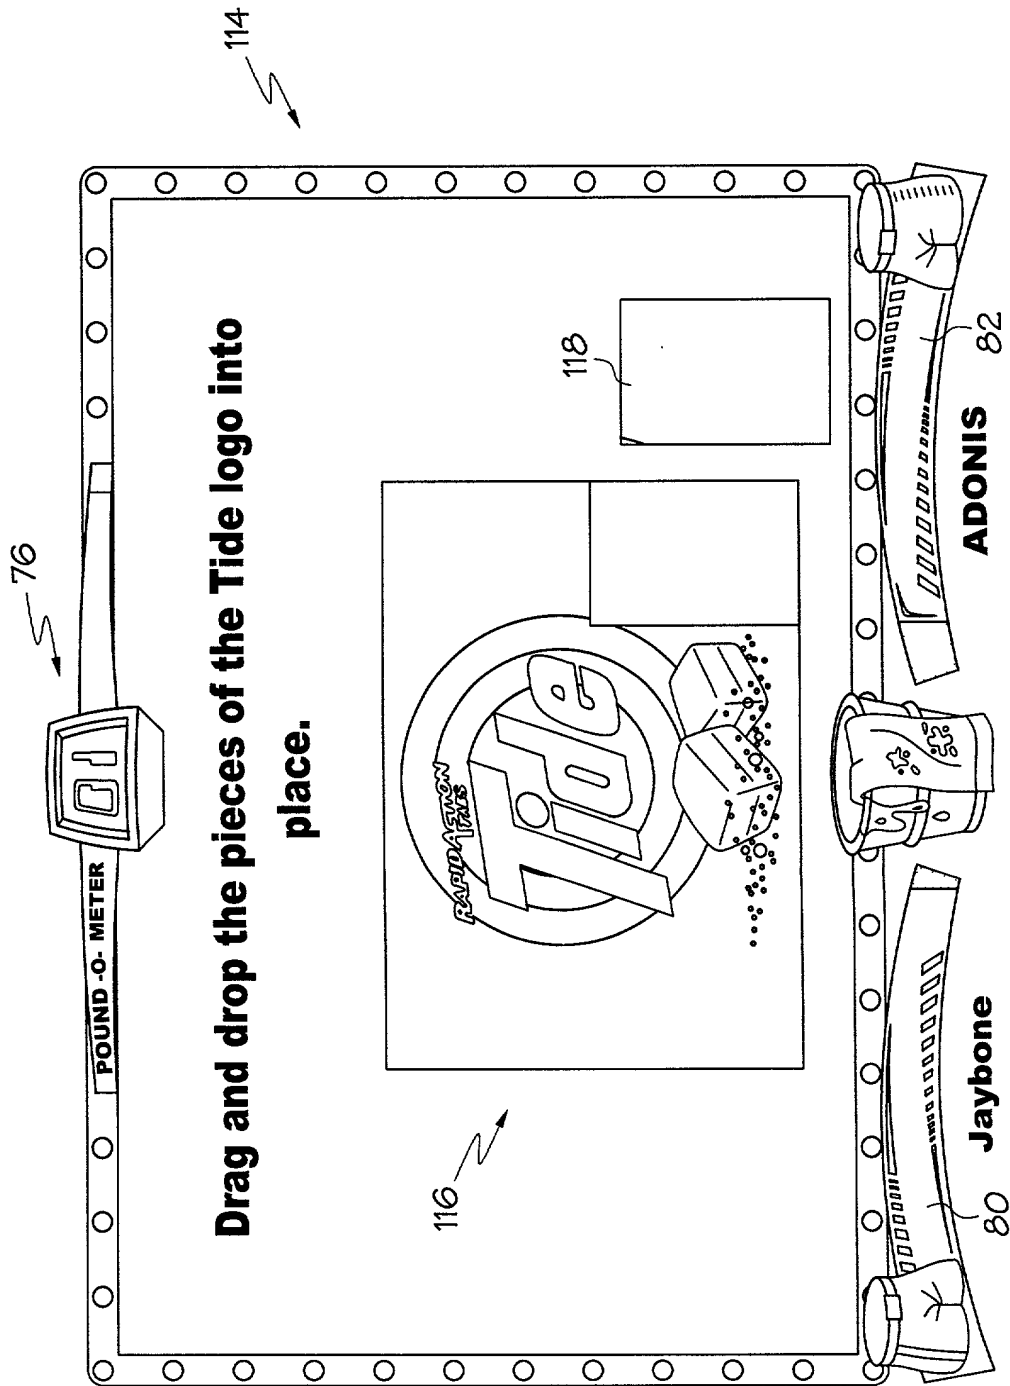 114
76
POUND -O- METER
01
Drag and drop the pieces of the Tide logo into
place.
RAPID ACTION
TABS
Tide
116
118
Jaybone
80
ADONIS
82